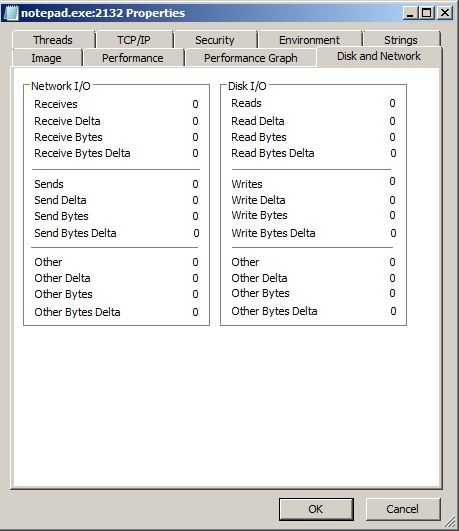 notepad.exe:2132 Properties
Threads TCP/IP Security Environment Strings
Image Performance Performance Graph Disk and Network
Network I/O
Receives 0
Receive Delta 0
Receive Bytes 0
Receive Bytes Delta 0
Sends 0
Send Delta 0
Send Bytes 0
Send Bytes Delta 0
Other 0
Other Delta 0
Other Bytes 0
Other Bytes Delta 0
Disk I/O
Reads 0
Read Delta 0
Read Bytes 0
Read Bytes Delta 0
Writes 0
Write Delta 0
Write Bytes 0
Write Bytes Delta 0
Other 0
Other Delta 0
Other Bytes 0
Other Bytes Delta 0
OK Cancel